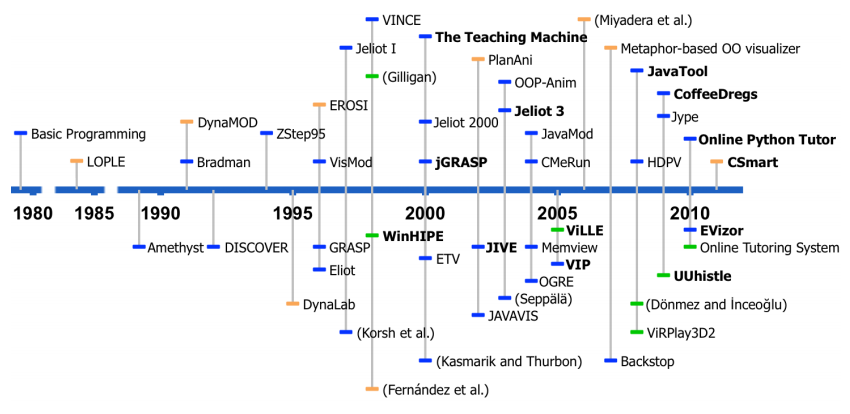 VINCE
(Miyadera et al.)
The Teaching Machine
Jeliot I
Metaphor-based OO visualizer
PlanAni
JavaTool
(Gilligan)
OOP-Anim
CoffeeDregs
EROSI
Jeliot 3
Jype
DynaMOD
Jeliot 2000
Basic Programming
ZStep95
JavaMod
Online Python Tutor
LOPLE
Bradman
VisMod
jGRASP
CMeRun
HDPV
CSmart
1980 1985 1990 1995 2000 2005 2010
WinHIPE
ViLLE
EVizor
Amethyst
DISCOVER
GRASP
JIVE
Memview
Online Tutoring System
ETV
VIP
Eliot
UUhistle
OGRE
(Seppälä)
DynaLab
(Dönmez and İnceoğlu)
JAVAVIS
(Korsh et al.)
ViRPlay3D2
(Kasmarik and Thurbon)
Backstop
(Fernández et al.)